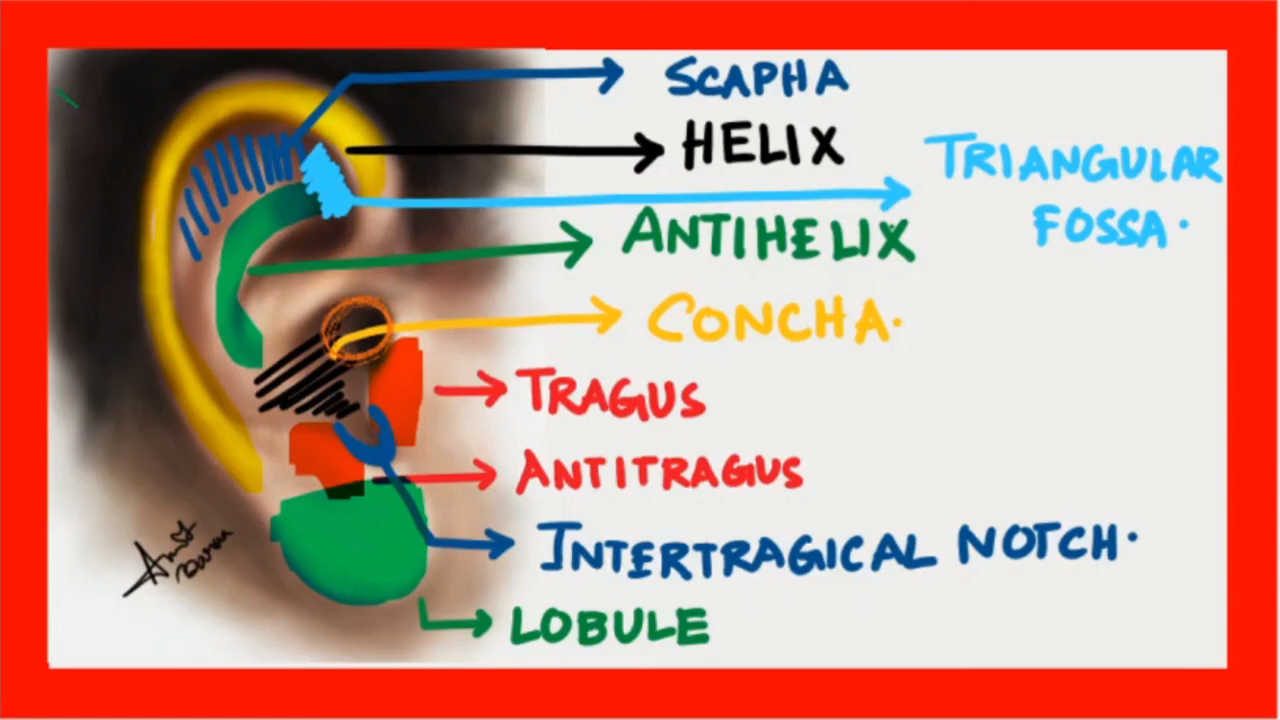 SCAPHA
HELIX
TRIANGULAR
FOSSA.
ANTIHELIX
CONCHA.
TRAGUS
ANTITRAGUS
INTERTRAGICAL NOTCH.
LOBULE